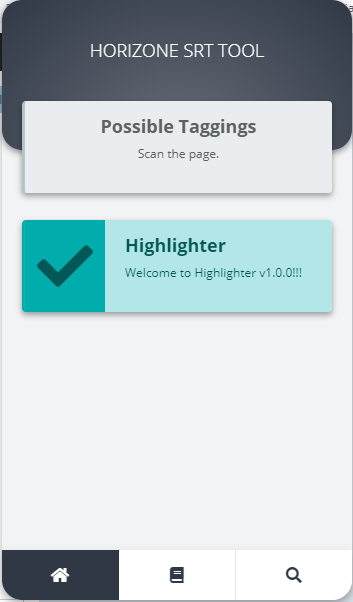 HORIZONE SRT TOOL
Possible Taggings
Scan the page.
Highlighter
Welcome to Highlighter v1.0.0!!!